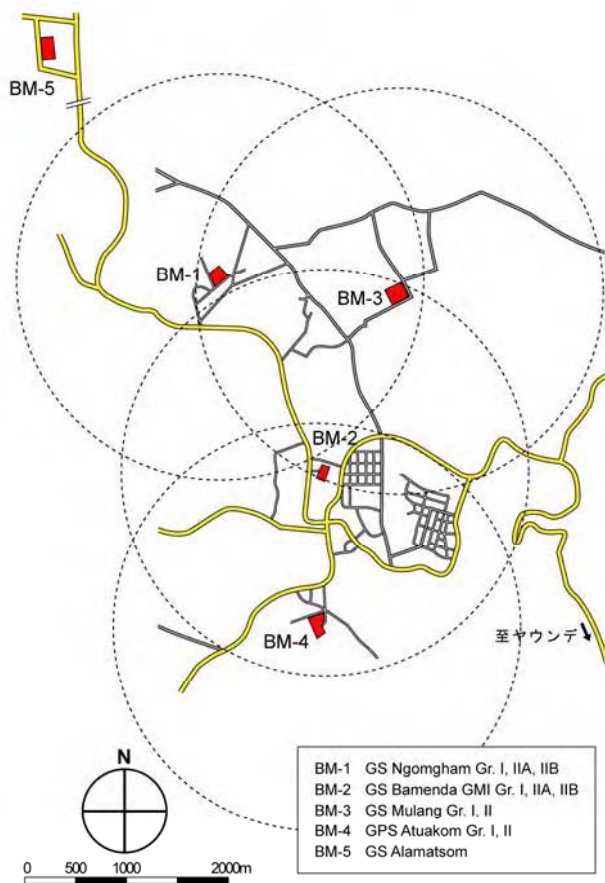 BM-5
BM-1
BM-3
BM-2
BM-4
至ヤウンデ
N
0 500 1000 2000m
BM-1 GS Ngomgham Gr. I, IIA, IIB
BM-2 GS Bamenda GMI Gr. I, IIA, IIB
BM-3 GS Mulang Gr. I, II
BM-4 GPS Atuakom Gr. I, II
BM-5 GS Alamatsom